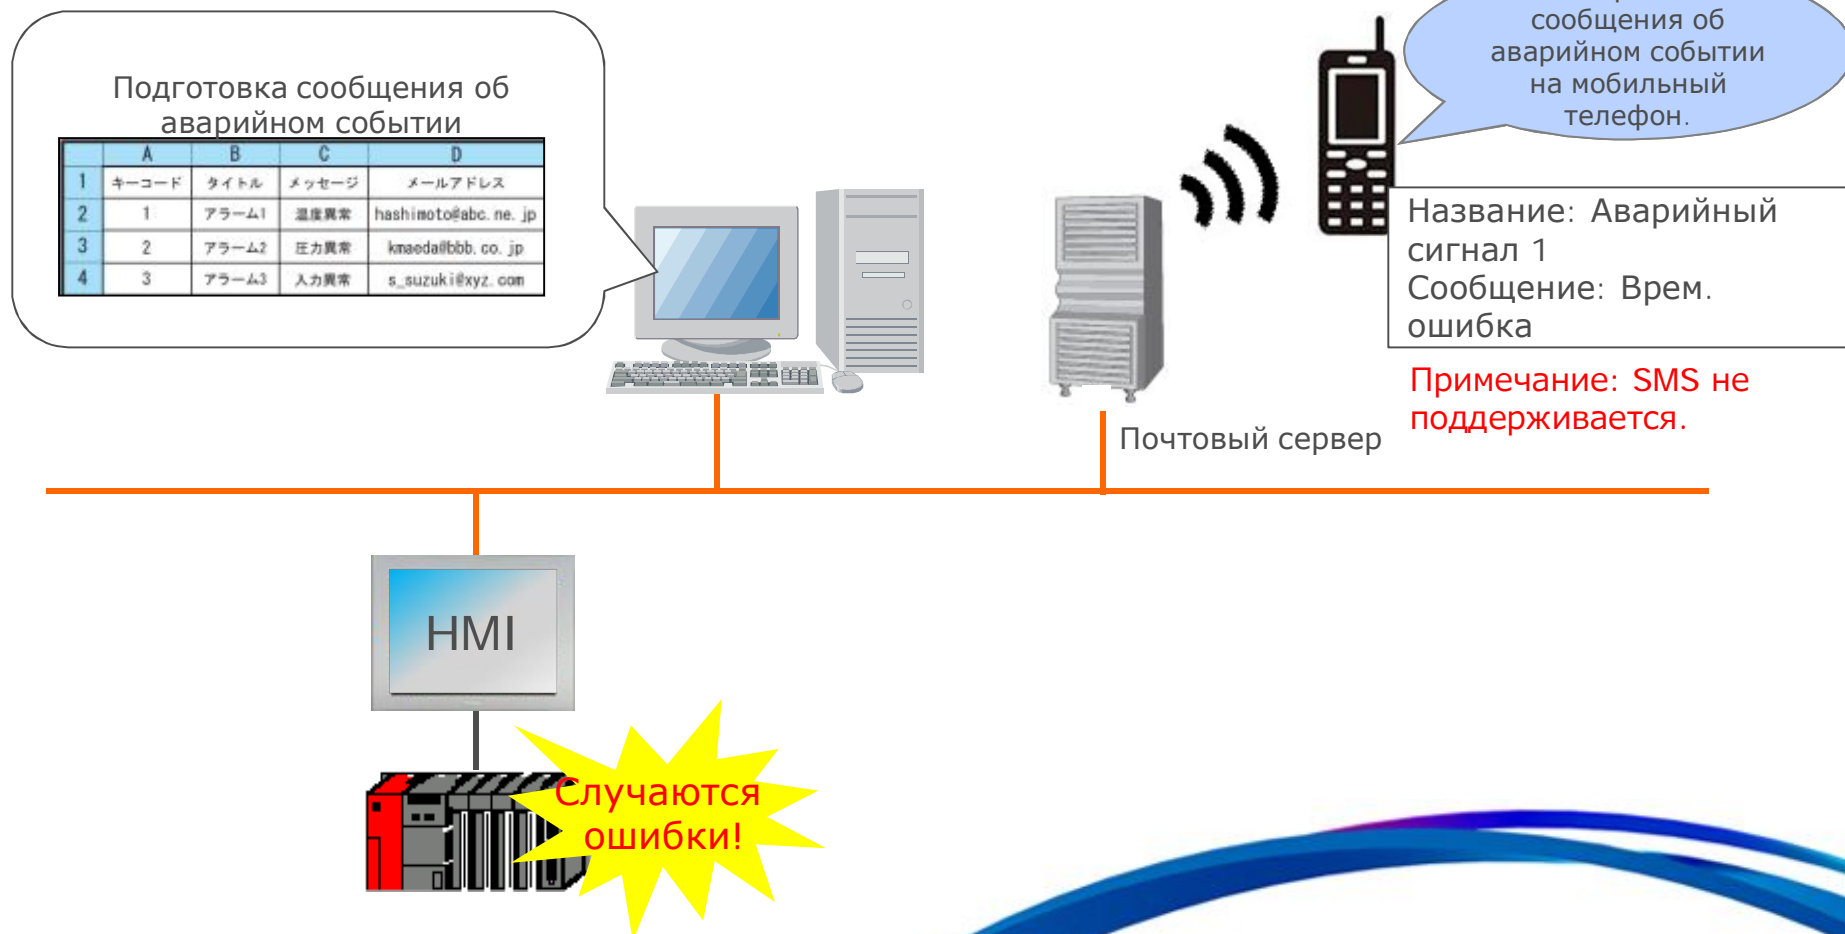 Подготовка сообщения об
аварийном событии
A B C D
1 キーコード タイトル メッセージ メールアドレス
2 1 アラーム1 温度異常 hashimoto@abc.ne.jp
3 2 アラーム2 圧力異常 kmaeda@bbb.co.jp
4 3 アラーム3 入力異常 s_suzuki@xyz.com
сообщения об
аварийном событии
на мобильный
телефон.
Название: Аварийный
сигнал 1
Сообщение: Врем.
ошибка
Примечание: SMS не
поддерживается.
Почтовый сервер
HMI
Случаются
ошибки!